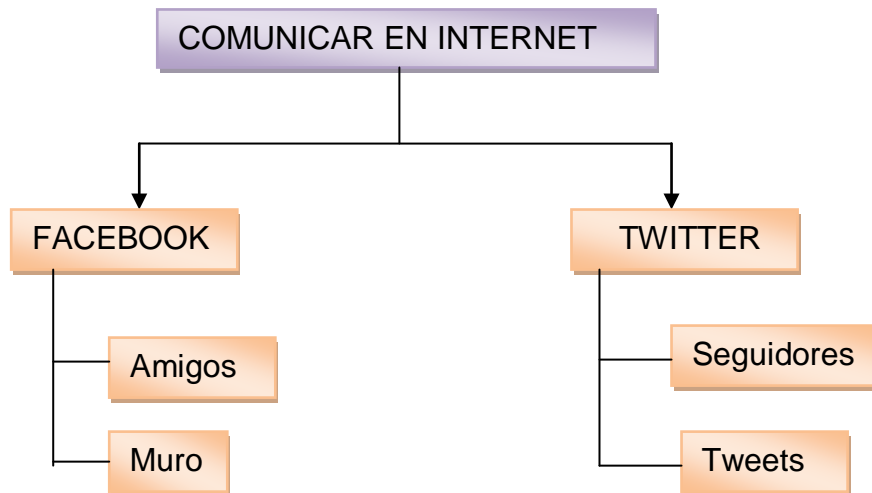 COMUNICAR EN INTERNET
FACEBOOK
Amigos
Muro
TWITTER
Seguidores
Tweets